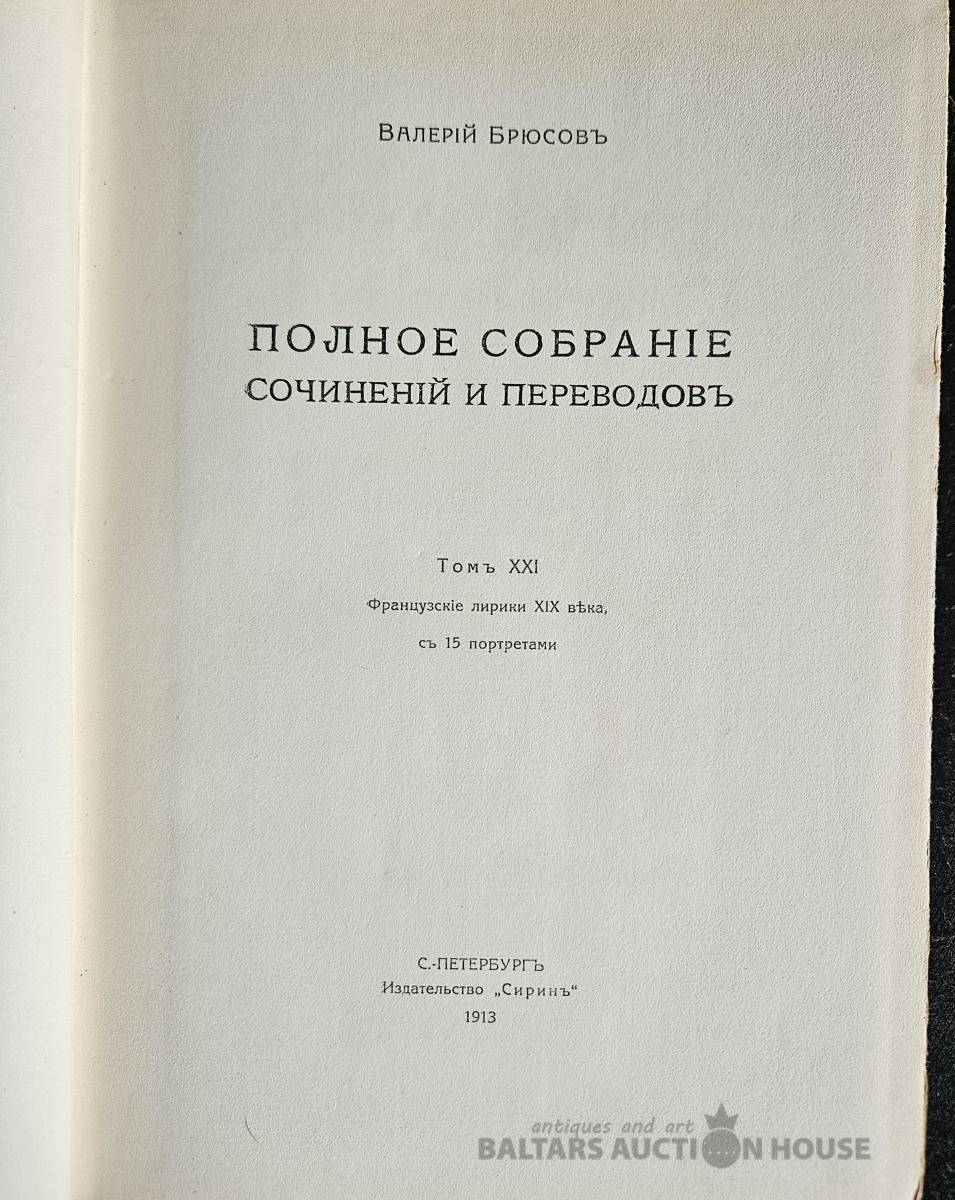 ВАЛЕРІЙ БРЮСОВЪ
ПОЛНОЕ СОБРАНІЕ
СОЧИНЕНІЙ И ПЕРЕВОДОВЪ
Томъ XXI
Французскіе лирики XIX вѣка,
съ 15 портретами
С.-ПЕТЕРБУРГЪ
Издательство „Сиринъ“
1913
antiques and art
BALTARS AUCTION HOUSE